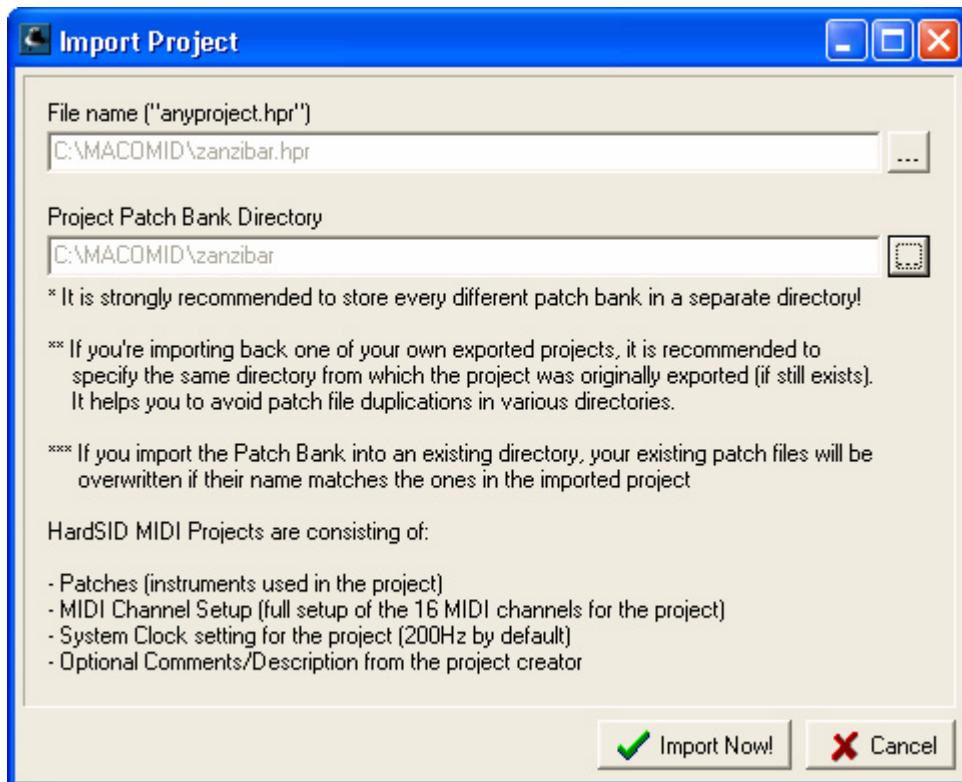 Import Project
File name ("anyproject.hpr")
C:\MACOMID\zanzibar.hpr
...
Project Patch Bank Directory
C:\MACOMID\zanzibar
...
* It is strongly recommended to store every different patch bank in a separate directory!
** If you're importing back one of your own exported projects, it is recommended to
specify the same directory from which the project was originally exported (if still exists).
It helps you to avoid patch file duplications in various directories.
*** If you import the Patch Bank into an existing directory, your existing patch files will be
overwritten if their name matches the ones in the imported project
HardSID MIDI Projects are consisting of:
- Patches (instruments used in the project)
- MIDI Channel Setup (full setup of the 16 MIDI channels for the project)
- System Clock setting for the project (200Hz by default)
- Optional Comments/Description from the project creator
Import Now!
Cancel